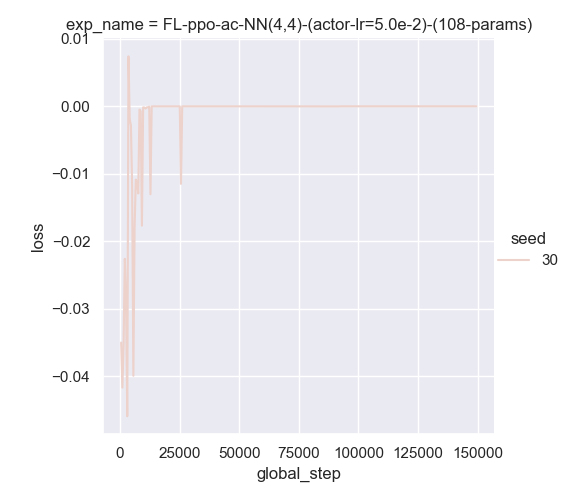 exp_name = FL-ppo-ac-NN(4,4)-(actor-lr=5.0e-2)-(108-params)
0.01
0.00
−0.01
−0.02
−0.03
−0.04
loss
0 25000 50000 75000 100000 125000 150000
global_step
seed
30